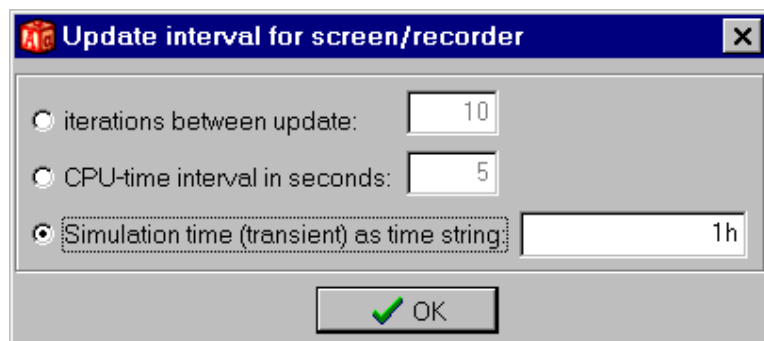 Update interval for screen/recorder
iterations between update: 10
CPU-time interval in seconds: 5
Simulation time (transient) as time string: 1h
OK